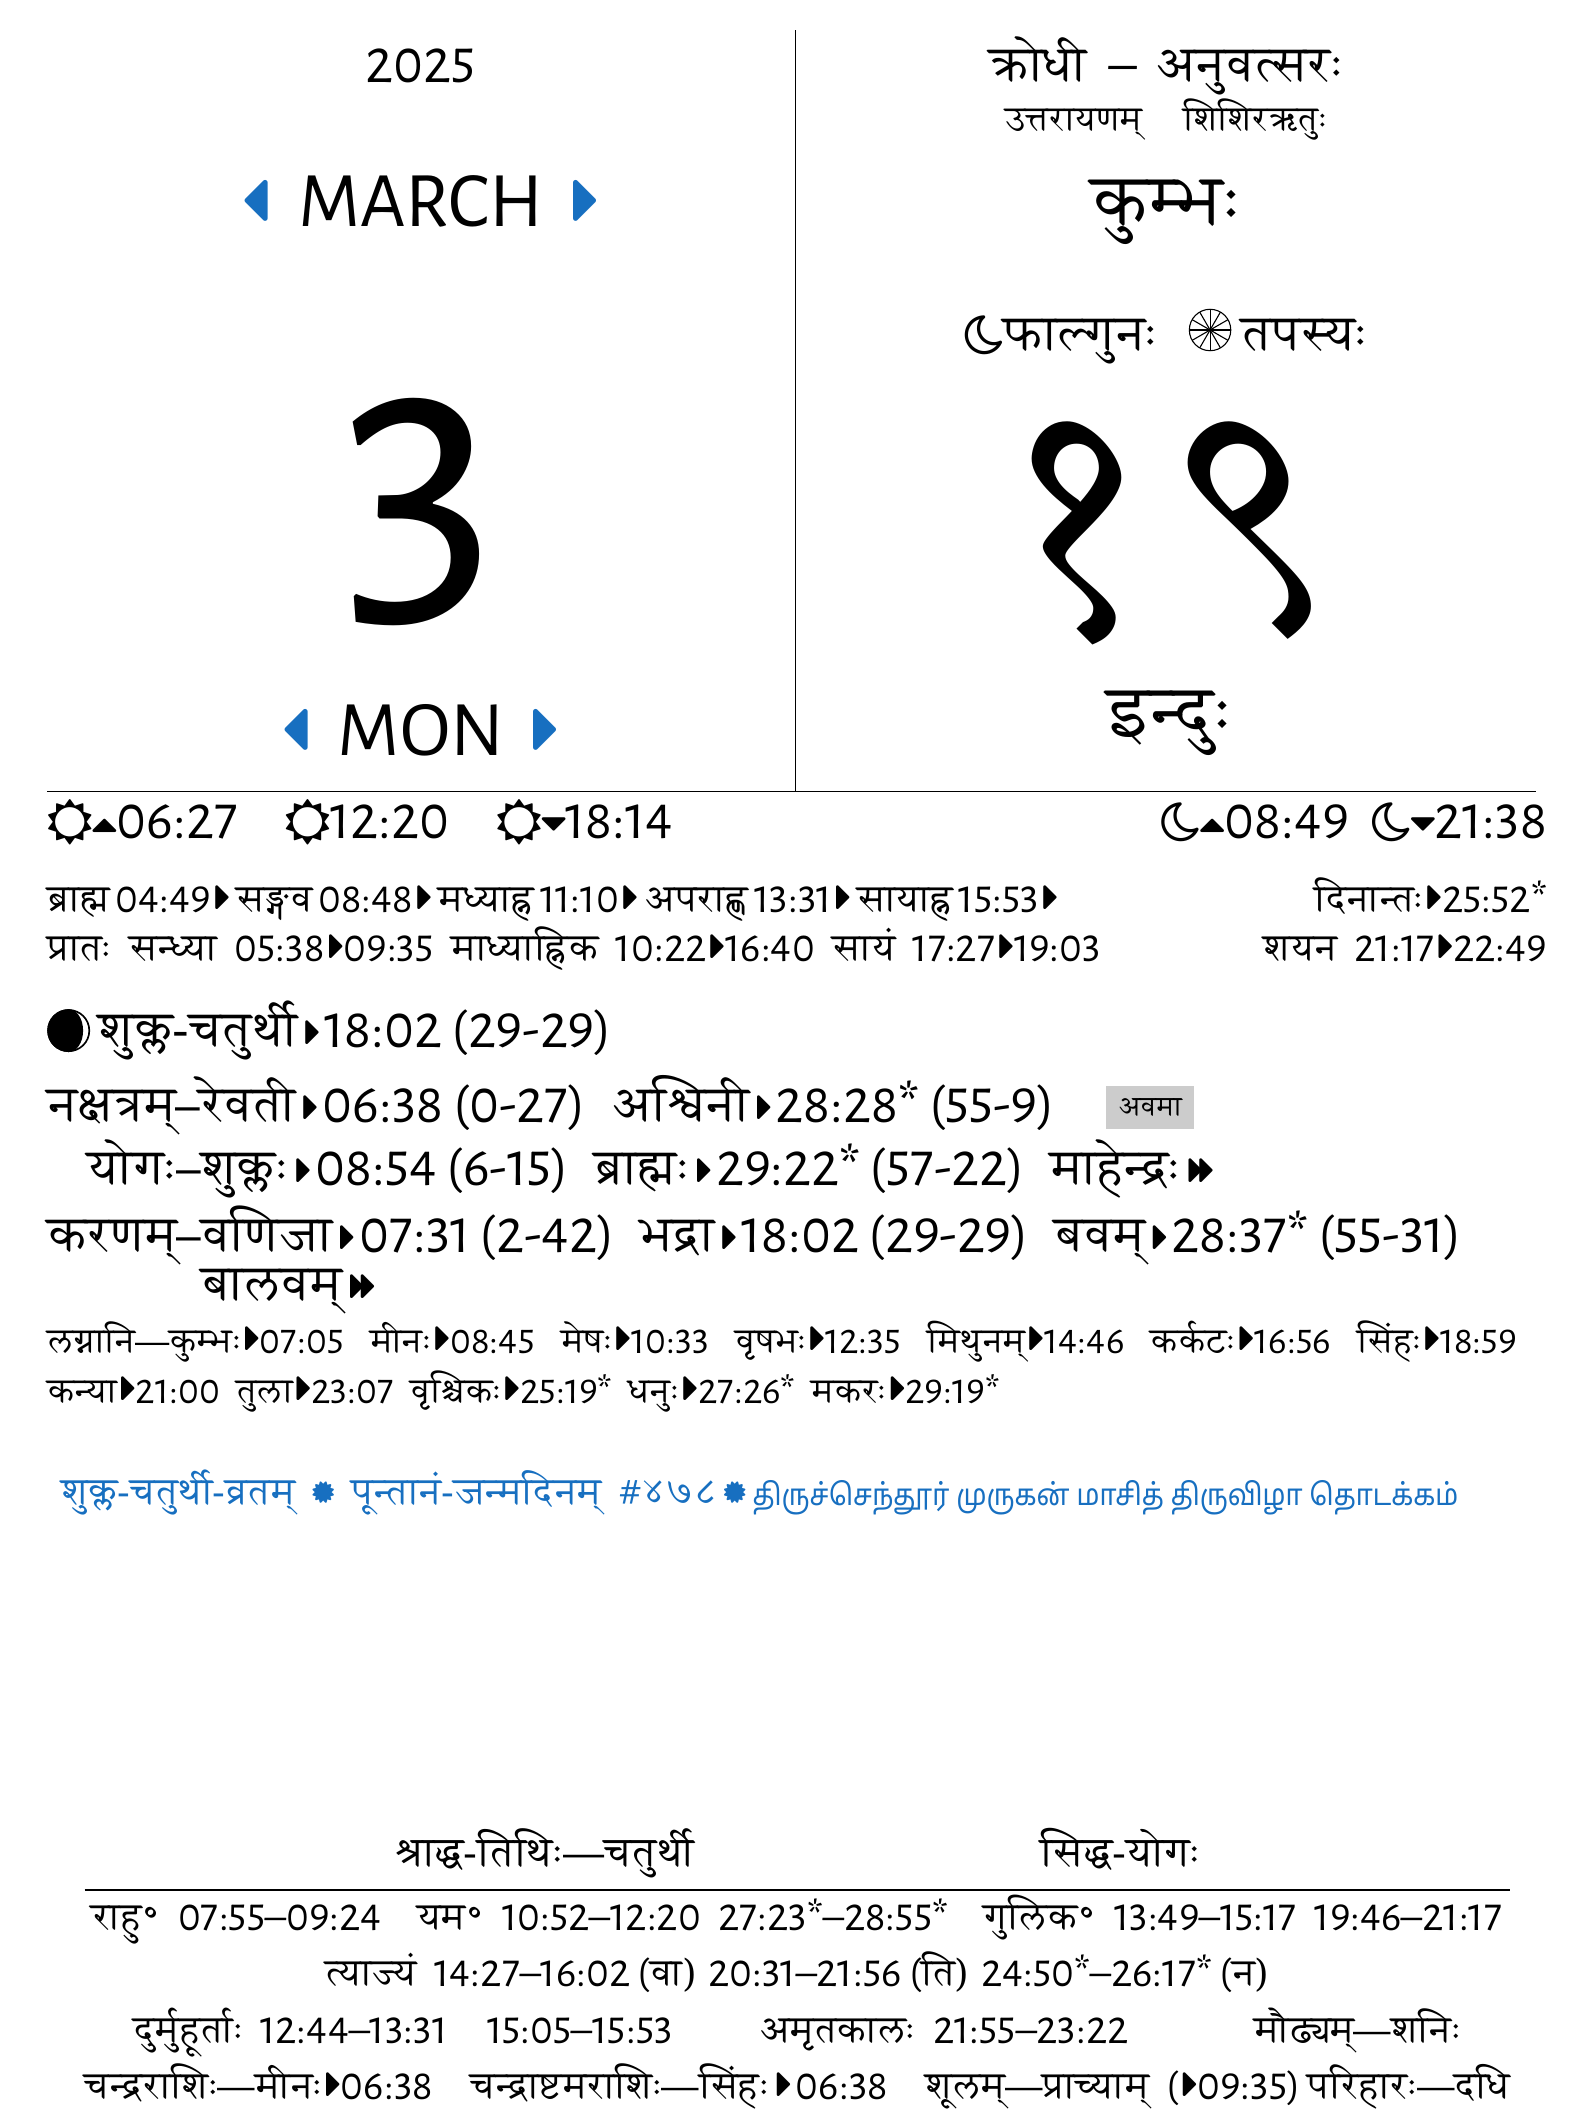 2025
MARCH
3
MON
क्रोधी – अनुवत्सरः
उत्तरायणम् शिशिरऋतुः
कुम्भः
फाल्गुनः तपस्यः
१९
इन्दुः
06:27 12:20 18:14 08:49 21:38
ब्राह्म 04:49 सङ्गव 08:48 मध्याह्न 11:10 अपराह्ण 13:31 सायाह्न 15:53 दिनान्तः 25:52*
प्रातः सन्ध्या 05:38 09:35 माध्याह्निक 10:22 16:40 सायं 17:27 19:03 शयन 21:17 22:49
शुक्ल-चतुर्थी 18:02 (29-29)
नक्षत्रम्–रेवती 06:38 (0-27) अश्विनी 28:28* (55-9) अवमा
योगः–शुक्लः 08:54 (6-15) ब्राह्मः 29:22* (57-22) माहेन्द्रः
करणम्–वणिजा 07:31 (2-42) भद्रा 18:02 (29-29) बवम् 28:37* (55-31)
बालवम्
लग्नानि—कुम्भः 07:05 मीनः 08:45 मेषः 10:33 वृषभः 12:35 मिथुनम् 14:46 कर्कटः 16:56 सिंहः 18:59
कन्या 21:00 तुला 23:07 वृश्चिकः 25:19* धनुः 27:26* मकरः 29:19*
शुक्ल-चतुर्थी-व्रतम् ✹ पून्तानं-जन्मदिनम् #४७८ ✹ திருச்செந்தூர் முருகன் மாசித் திருவிழா தொடக்கம்
श्राद्ध-तिथिः—चतुर्थी सिद्ध-योगः
राहु॰ 07:55–09:24 यम॰ 10:52–12:20 27:23*–28:55* गुलिक॰ 13:49–15:17 19:46–21:17
त्याज्यं 14:27–16:02 (वा) 20:31–21:56 (ति) 24:50*–26:17* (न)
दुर्मुहूर्ताः 12:44–13:31 15:05–15:53 अमृतकालः 21:55–23:22 मौढ्यम्—शनिः
चन्द्रराशिः—मीनः 06:38 चन्द्राष्टमराशिः—सिंहः 06:38 शूलम्—प्राच्याम् (09:35) परिहारः—दधि